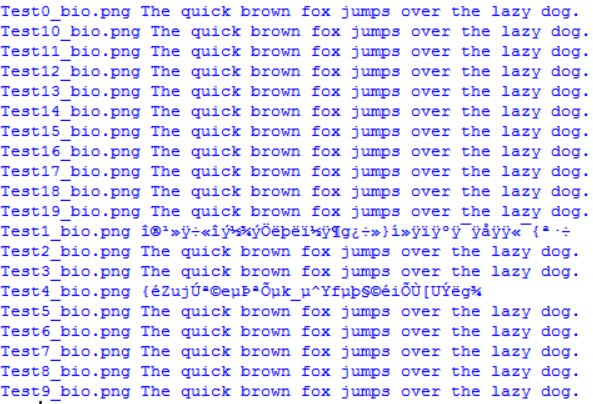 Test0_bio.png The quick brown fox jumps over the lazy dog.
Test10_bio.png The quick brown fox jumps over the lazy dog.
Test11_bio.png The quick brown fox jumps over the lazy dog.
Test12_bio.png The quick brown fox jumps over the lazy dog.
Test13_bio.png The quick brown fox jumps over the lazy dog.
Test14_bio.png The quick brown fox jumps over the lazy dog.
Test15_bio.png The quick brown fox jumps over the lazy dog.
Test16_bio.png The quick brown fox jumps over the lazy dog.
Test17_bio.png The quick brown fox jumps over the lazy dog.
Test18_bio.png The quick brown fox jumps over the lazy dog.
Test19_bio.png The quick brown fox jumps over the lazy dog.
Test1_bio.png
Test2_bio.png The quick brown fox jumps over the lazy dog.
Test3_bio.png The quick brown fox jumps over the lazy dog.
Test4_bio.png {éZujÚª©eµÞªÕµk_µ^Yfµþ§©éiÕÙ[UÝëg¾
Test5_bio.png The quick brown fox jumps over the lazy dog.
Test6_bio.png The quick brown fox jumps over the lazy dog.
Test7_bio.png The quick brown fox jumps over the lazy dog.
Test8_bio.png The quick brown fox jumps over the lazy dog.
Test9_bio.png The quick brown fox jumps over the lazy dog.